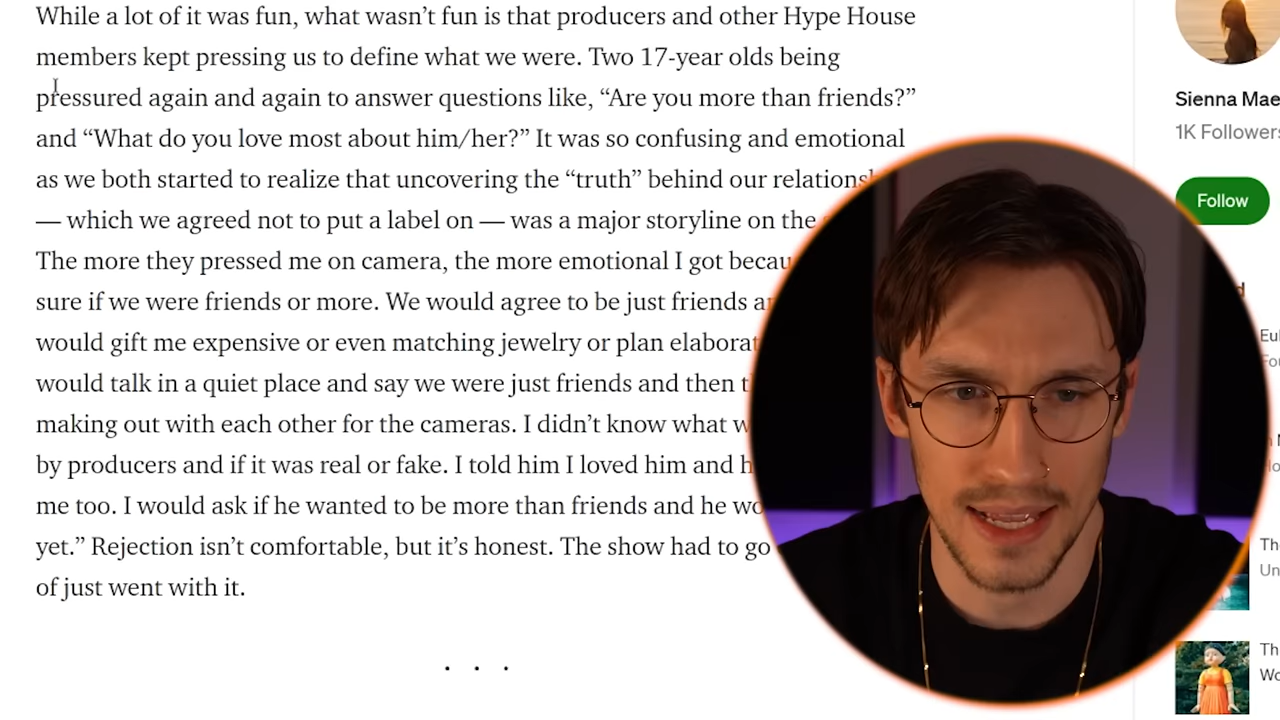 While a lot of it was fun, what wasn’t fun is that producers and other Hype House
members kept pressing us to define what we were. Two 17-year olds being
pressured again and again to answer questions like, “Are you more than friends?”
and “What do you love most about him/her?” It was so confusing and emotional
as we both started to realize that uncovering the “truth” behind our
— which we agreed not to put a label on — was a major storyline on the
The more they pressed me on camera, the more emotional I got
sure if we were friends or more. We would agree to be just friends
would gift me expensive or even matching jewelry or plan
would talk in a quiet place and say we were just friends and then
making out with each other for the cameras. I didn’t know what
by producers and if it was real or fake. I told him I loved him and
me too. I would ask if he wanted to be more than friends and he
yet.” Rejection isn’t comfortable, but it’s honest. The show had to go
of just went with it.
. . .
Sienna Mae
1K Followers
Follow